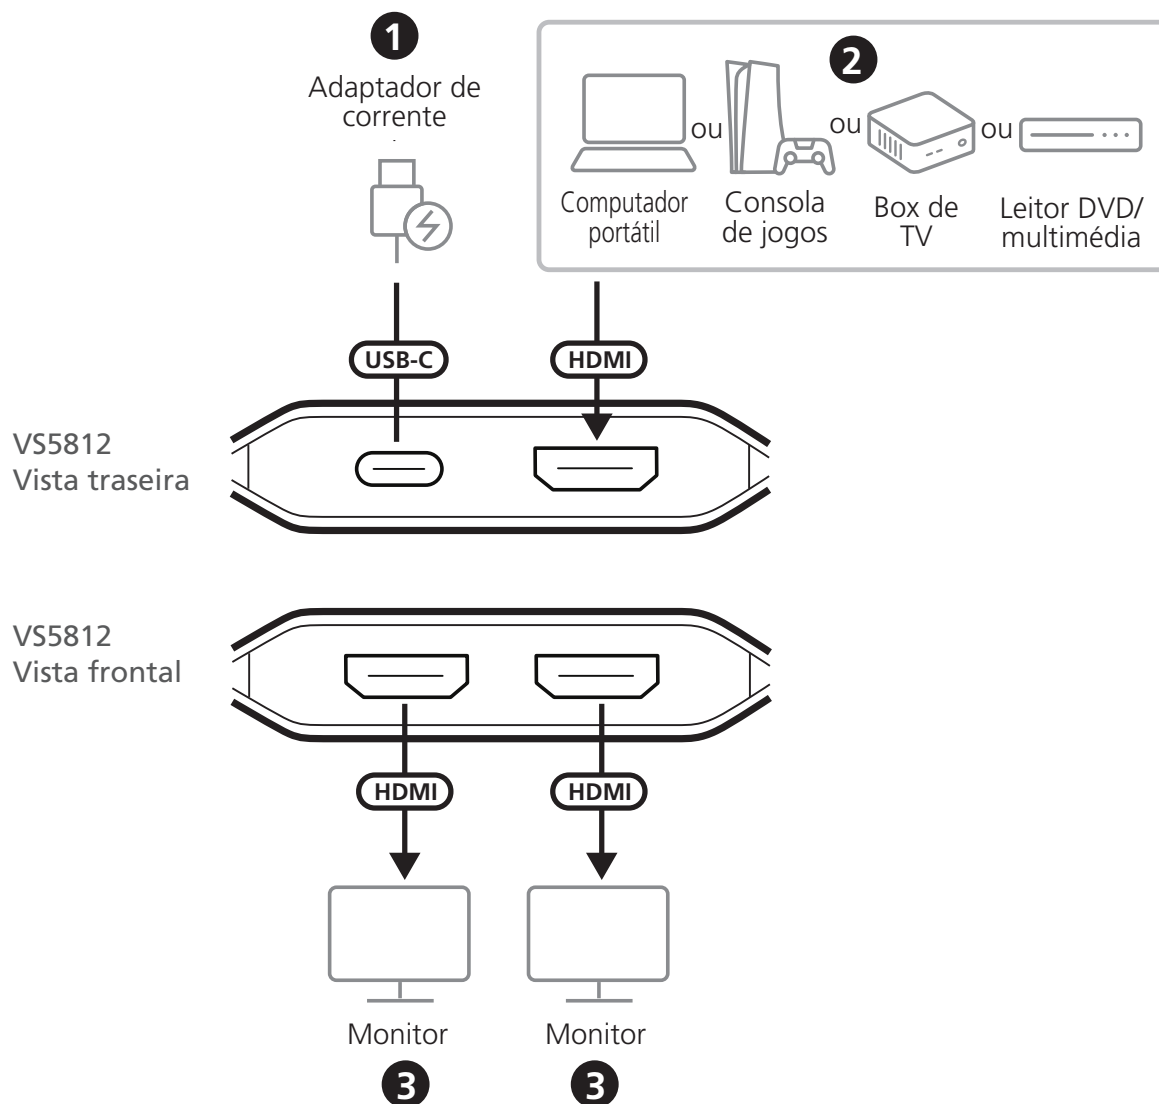 1
Adaptador de
corrente
2
ou
ou
ou
Computador
portátil
Consola
de jogos
Box de
TV
Leitor DVD/
multimédia
USB-C
HDMI
VS5812
Vista traseira
VS5812
Vista frontal
HDMI
HDMI
Monitor
Monitor
3
3